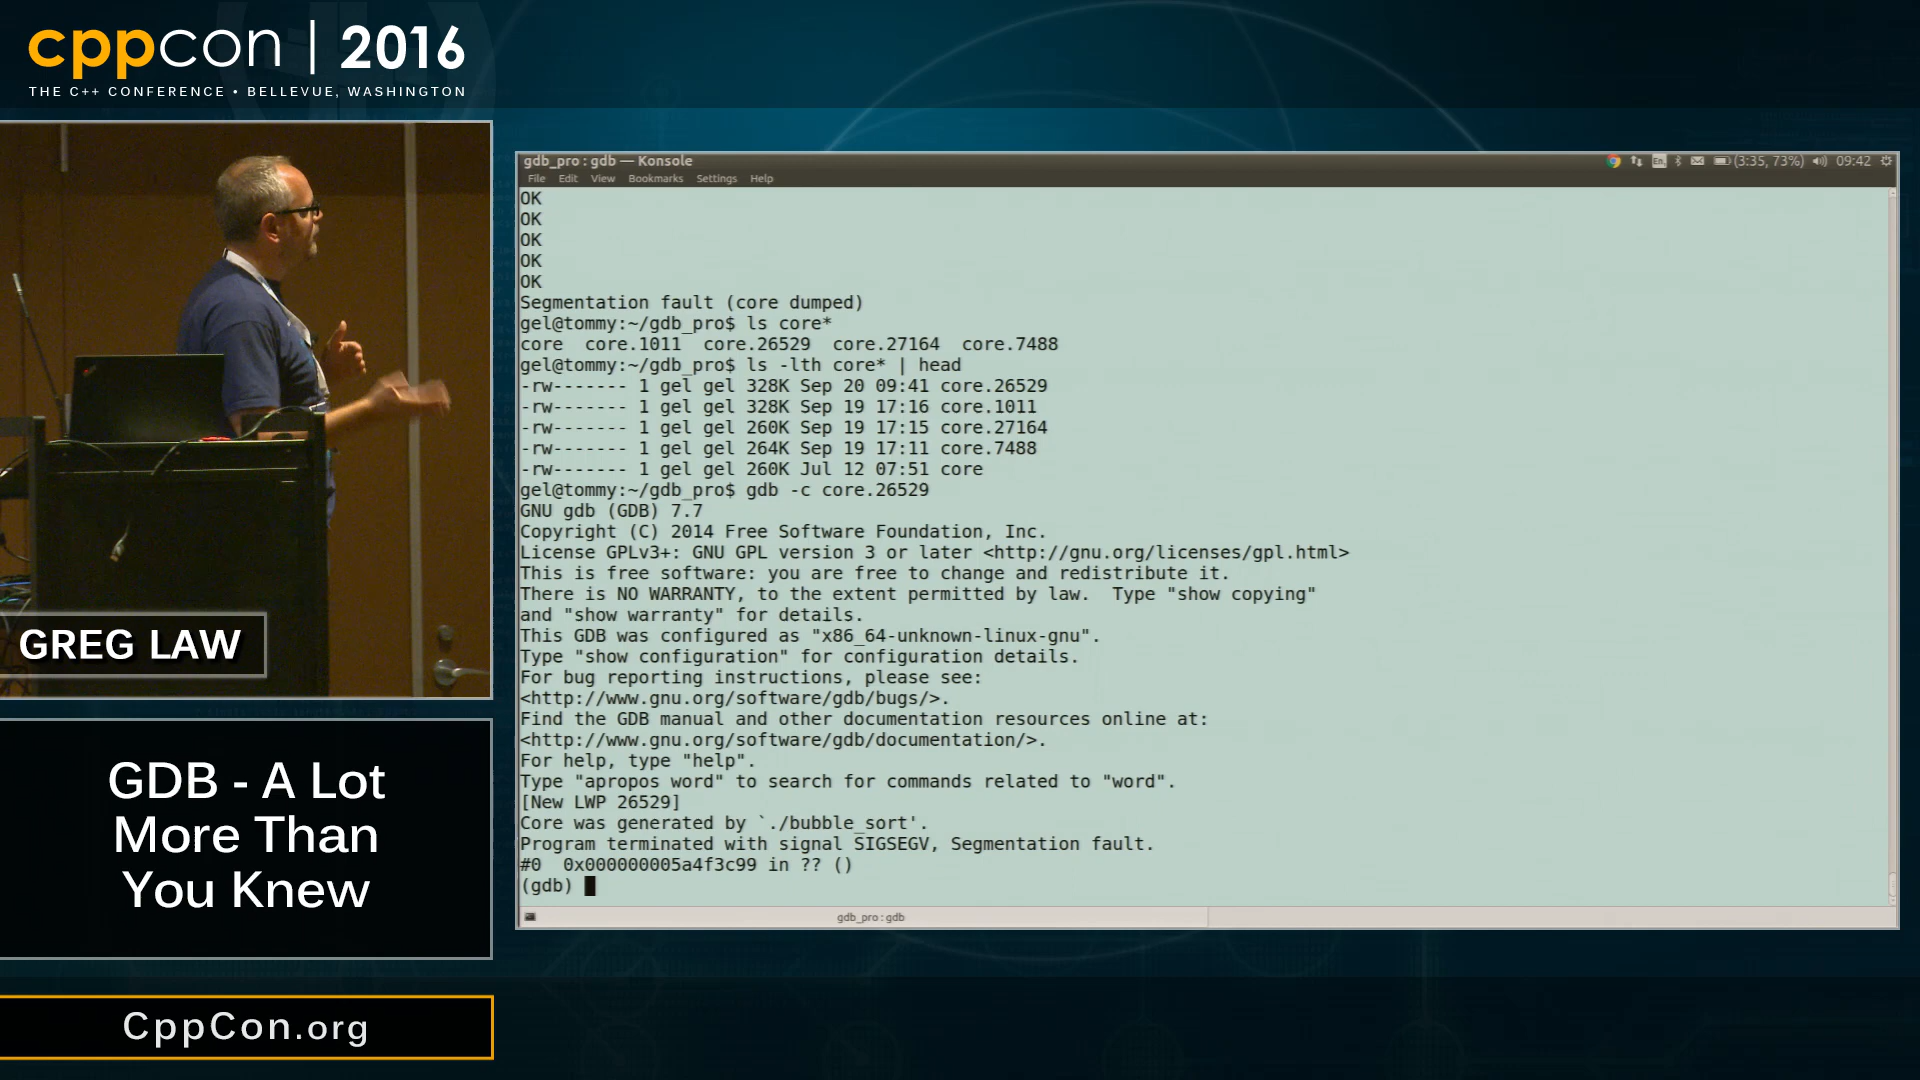 cppcon | 2016
THE C++ CONFERENCE • BELLEVUE, WASHINGTON
GREG LAW
GDB - A Lot
More Than
You Knew
CppCon.org
gdb_pro : gdb — Konsole
En
(3:35, 73%)
09:42
File Edit View Bookmarks Settings Help
OK
OK
OK
OK
OK
Segmentation fault (core dumped)
gel@tommy:~/gdb_pro$ ls core*
core  core.1011  core.26529  core.27164  core.7488
gel@tommy:~/gdb_pro$ ls -lth core* | head
-rw------- 1 gel gel 328K Sep 20 09:41 core.26529
-rw------- 1 gel gel 328K Sep 19 17:16 core.1011
-rw------- 1 gel gel 260K Sep 19 17:15 core.27164
-rw------- 1 gel gel 264K Sep 19 17:11 core.7488
-rw------- 1 gel gel 260K Jul 12 07:51 core
gel@tommy:~/gdb_pro$ gdb -c core.26529
GNU gdb (GDB) 7.7
Copyright (C) 2014 Free Software Foundation, Inc.
License GPLv3+: GNU GPL version 3 or later <http://gnu.org/licenses/gpl.html>
This is free software: you are free to change and redistribute it.
There is NO WARRANTY, to the extent permitted by law.  Type "show copying"
and "show warranty" for details.
This GDB was configured as "x86_64-unknown-linux-gnu".
Type "show configuration" for configuration details.
For bug reporting instructions, please see:
<http://www.gnu.org/software/gdb/bugs/>.
Find the GDB manual and other documentation resources online at:
<http://www.gnu.org/software/gdb/documentation/>.
For help, type "help".
Type "apropos word" to search for commands related to "word".
[New LWP 26529]
Core was generated by `./bubble_sort'.
Program terminated with signal SIGSEGV, Segmentation fault.
#0  0x000000005a4f3c99 in ?? ()
(gdb)
gdb_pro : gdb